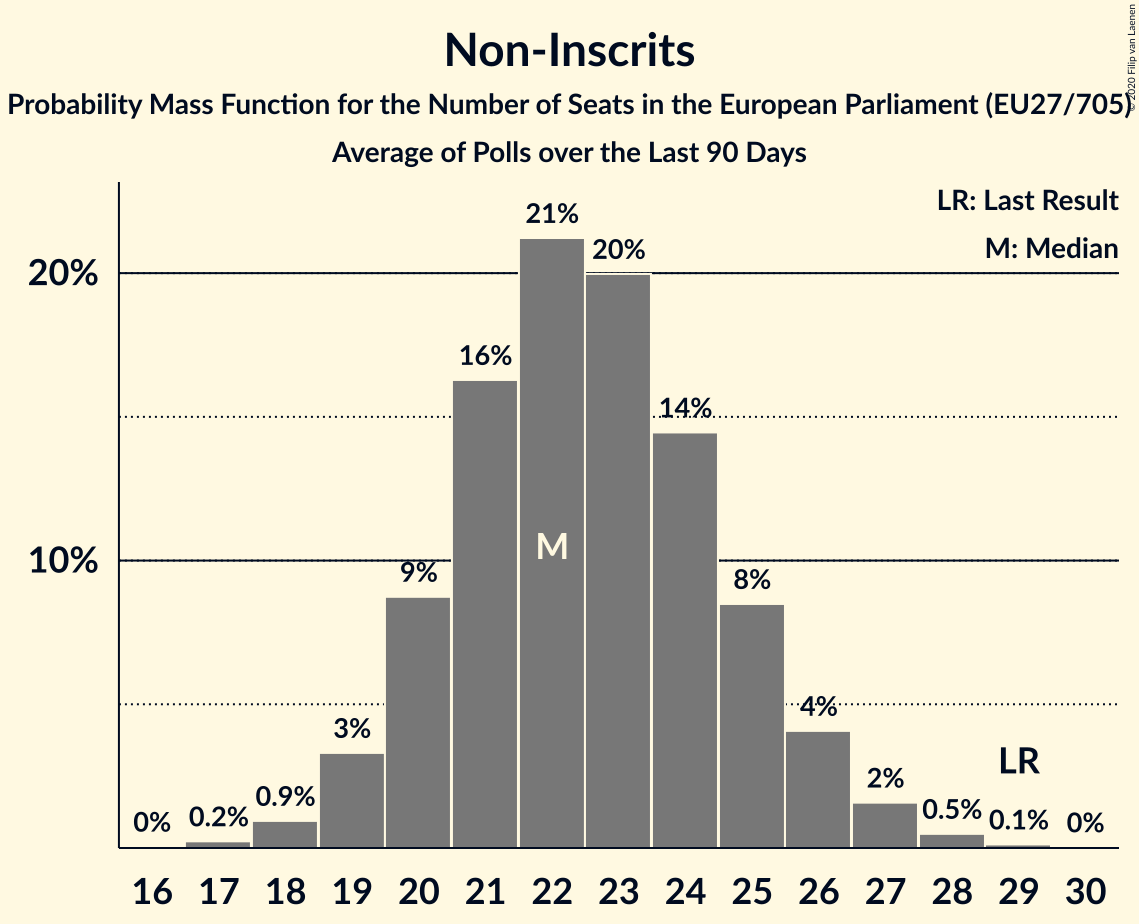 Non-Inscrits
Probability Mass Function for the Number of Seats in the European Parliament (EU27/705)
Average of Polls over the Last 90 Days
© 2020 Filip van Laenen
LR: Last Result
M: Median
20%
10%
0%
0.2%
0.9%
3%
9%
16%
21%
20%
14%
8%
4%
2%
0.5%
0.1%
0%
M
LR
16 17 18 19 20 21 22 23 24 25 26 27 28 29 30